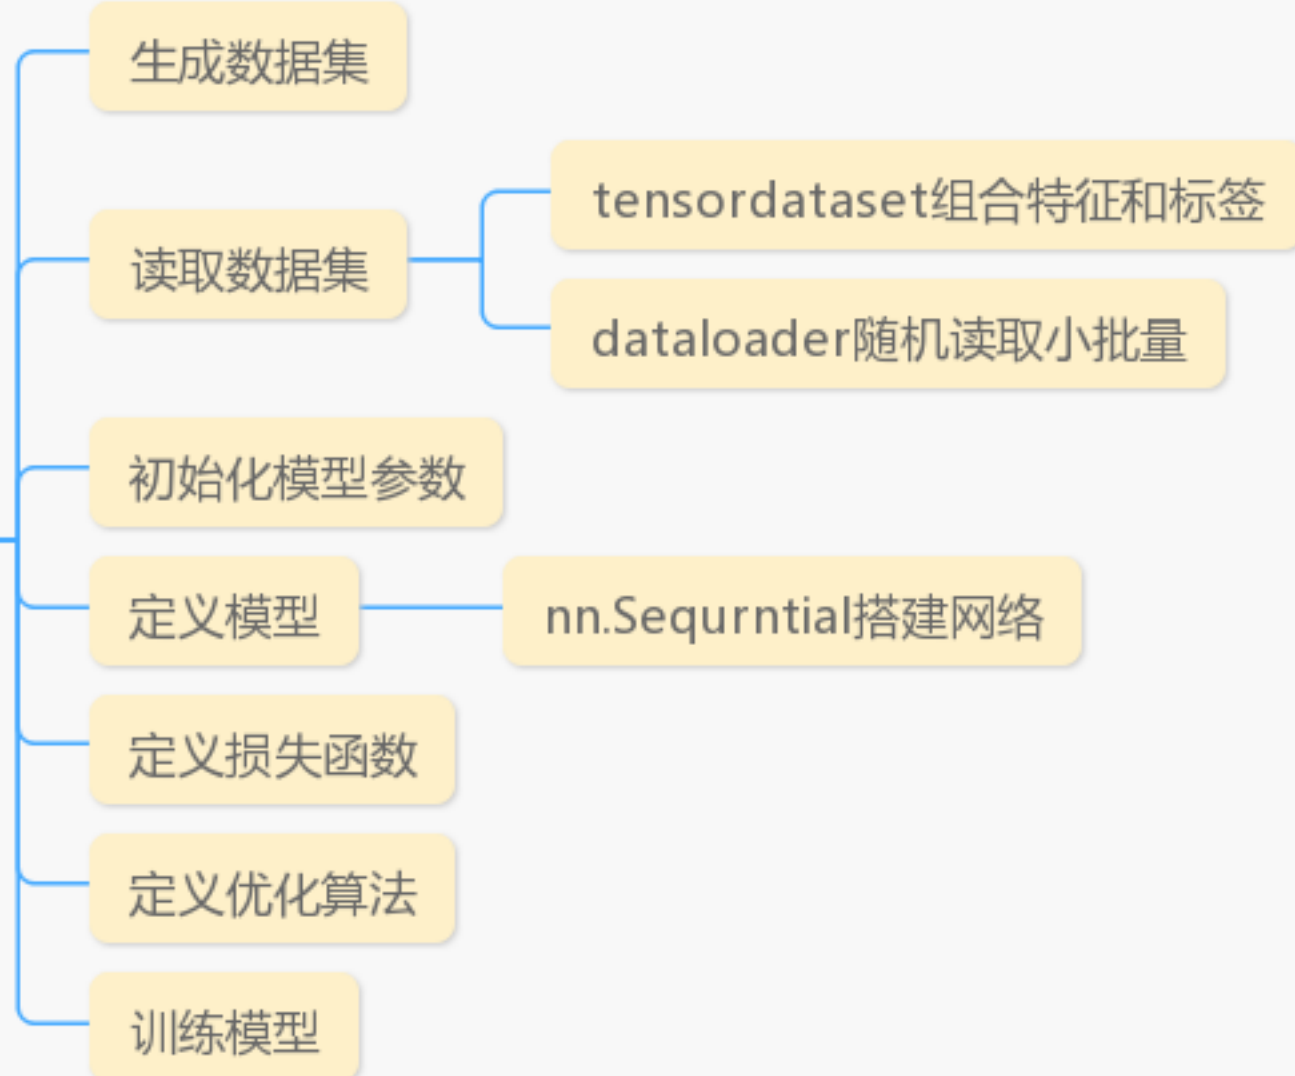 生成数据集
读取数据集
tensordataset组合特征和标签
dataloader随机读取小批量
初始化模型参数
定义模型
nn.Sequrntial搭建网络
定义损失函数
定义优化算法
训练模型